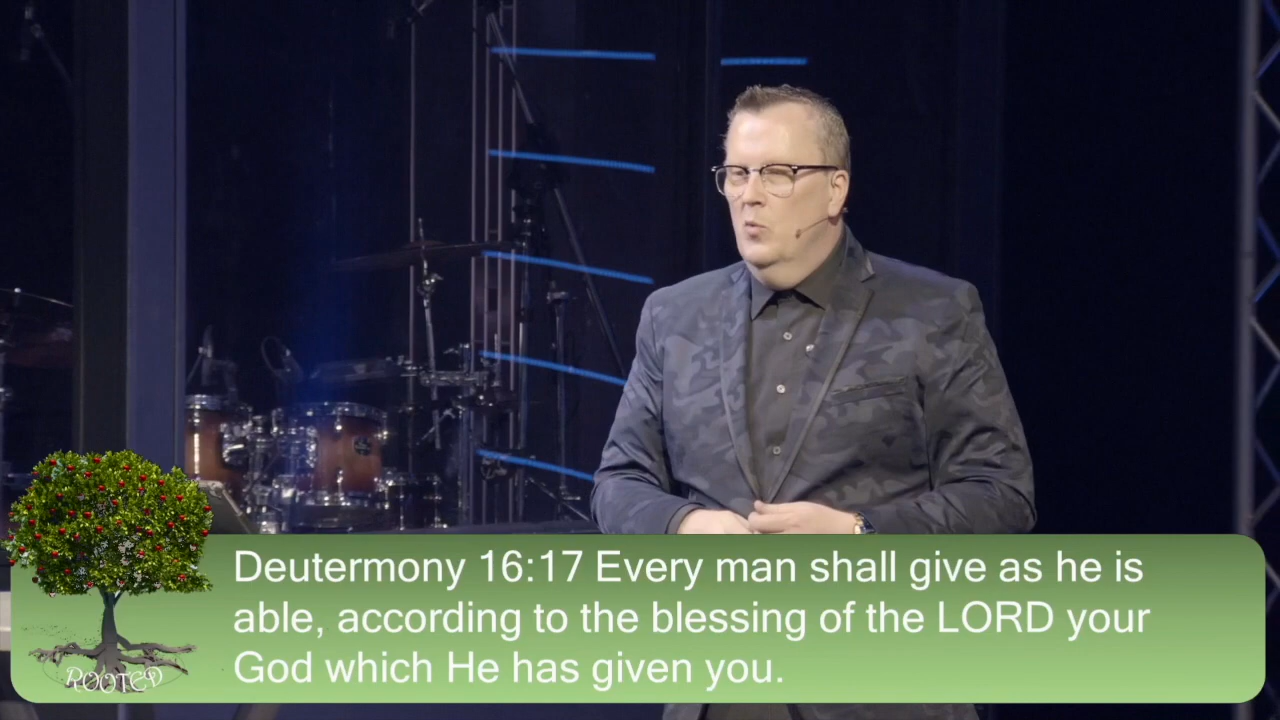 Deutermony 16:17 Every man shall give as he is
able, according to the blessing of the LORD your
God which He has given you.
ROOTED